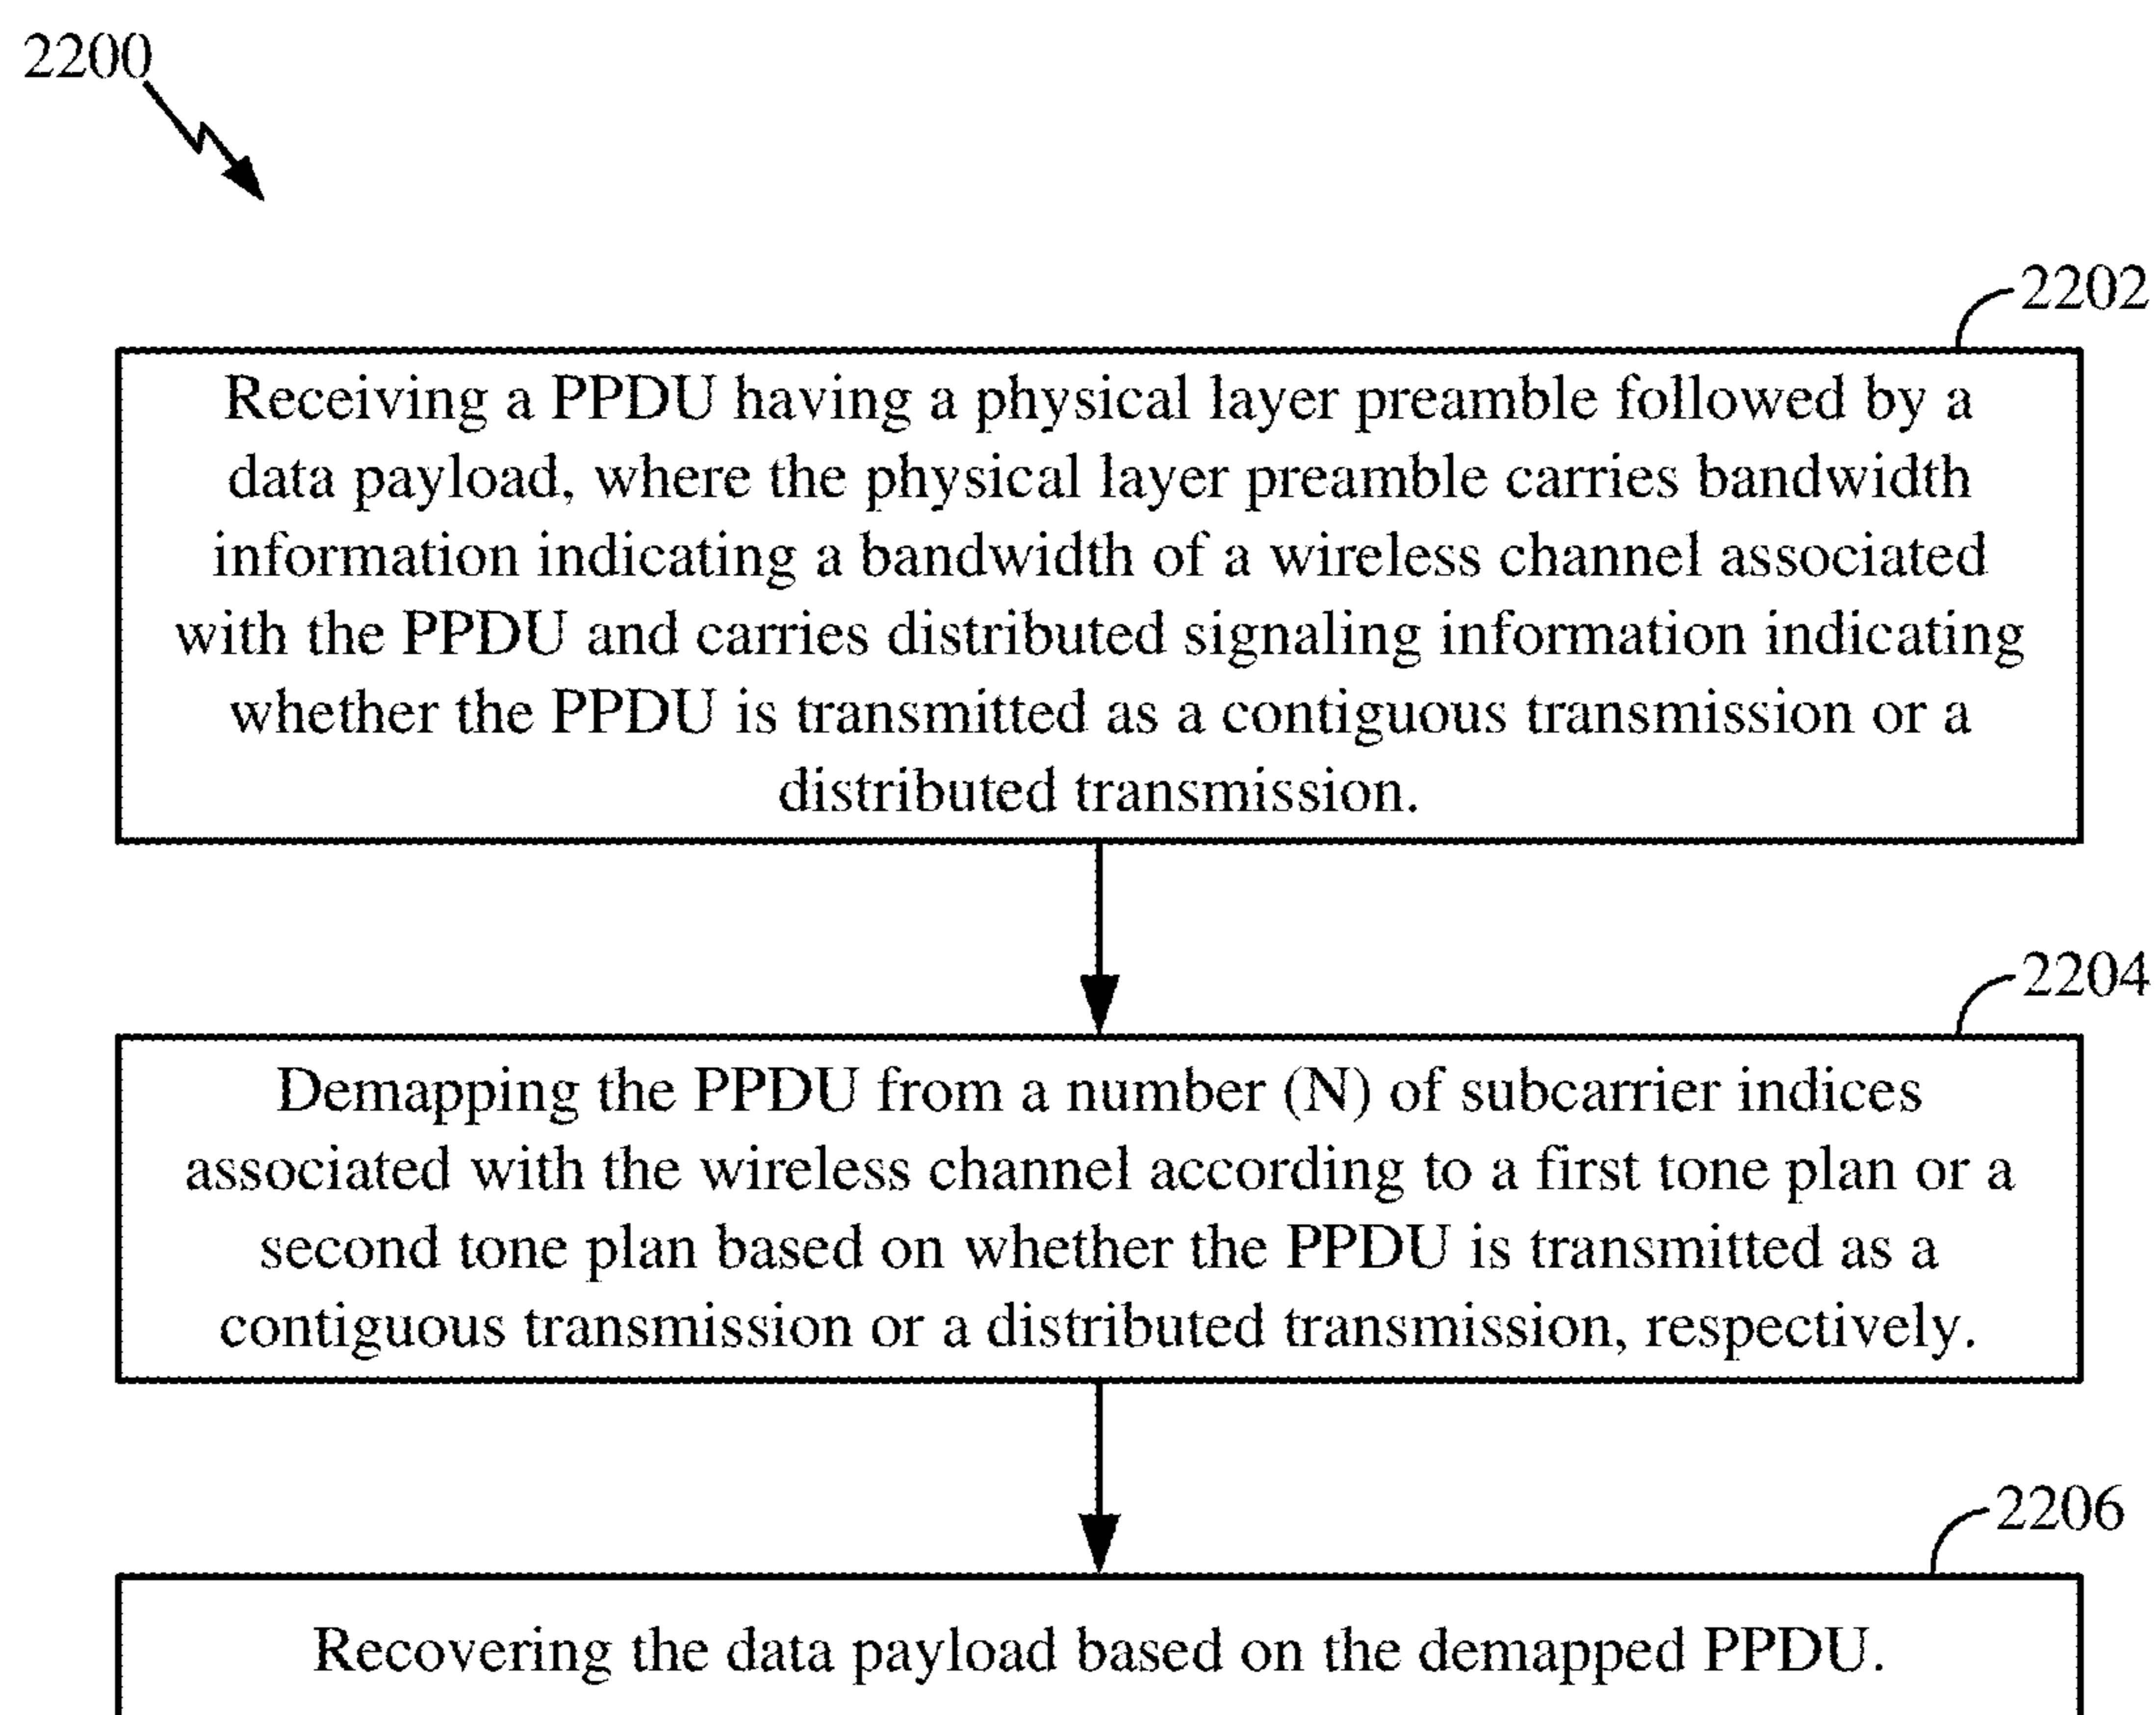 2200
2202
Receiving a PPDU having a physical layer preamble followed by a
data payload, where the physical layer preamble carries bandwidth
information indicating a bandwidth of a wireless channel associated
with the PPDU and carries distributed signaling information indicating
whether the PPDU is transmitted as a contiguous transmission or a
distributed transmission.
2204
Demapping the PPDU from a number (N) of subcarrier indices
associated with the wireless channel according to a first tone plan or a
second tone plan based on whether the PPDU is transmitted as a
contiguous transmission or a distributed transmission, respectively.
2206
Recovering the data payload based on the demapped PPDU.